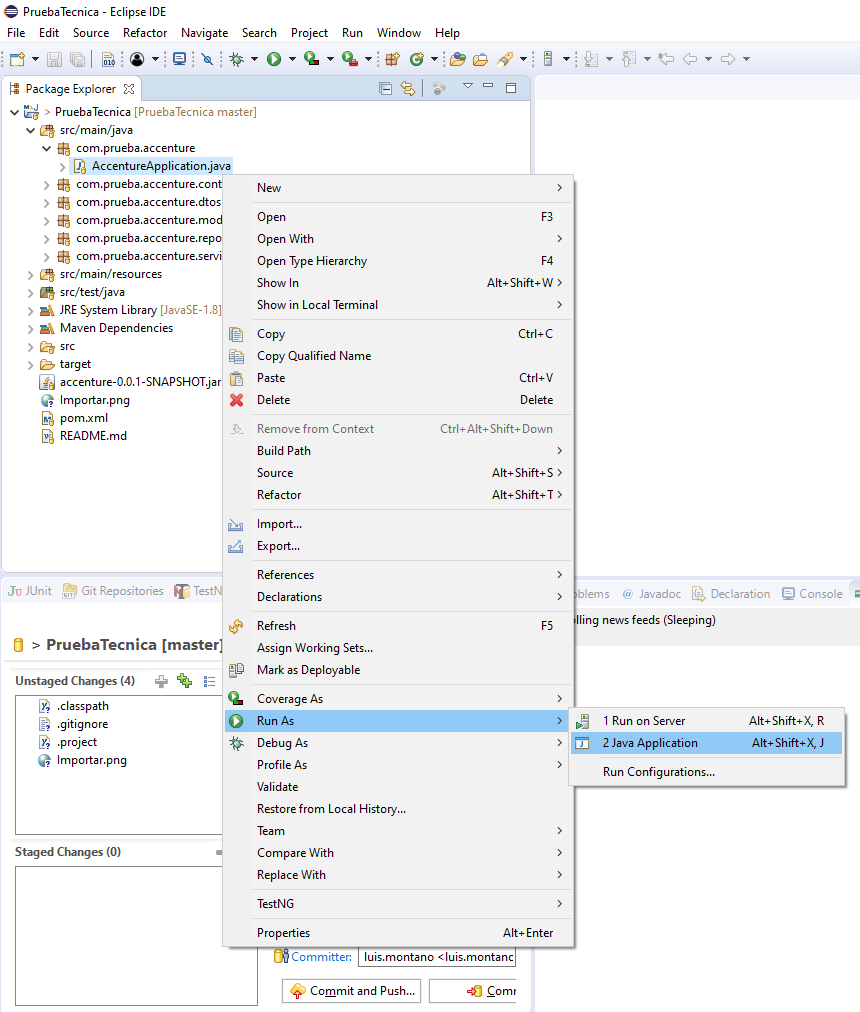 PruebaTecnica - Eclipse IDE
File Edit Source Refactor Navigate Search Project Run Window Help
Package Explorer
> PruebaTecnica [PruebaTecnica master]
src/main/java
com.prueba.accenture
AccentureApplication.java
com.prueba.accenture.cont
com.prueba.accenture.dtos
com.prueba.accenture.mod
com.prueba.accenture.repo
com.prueba.accenture.servi
src/main/resources
src/test/java
JRE System Library [JavaSE-1.8]
Maven Dependencies
src
target
accenture-0.0.1-SNAPSHOT.jar
Importar.png
pom.xml
README.md
New
Open F3
Open With
Open Type Hierarchy F4
Show In Alt+Shift+W
Show in Local Terminal
Copy Ctrl+C
Copy Qualified Name
Paste Ctrl+V
Delete Delete
Remove from Context Ctrl+Alt+Shift+Down
Build Path
Source Alt+Shift+S
Refactor Alt+Shift+T
Import...
Export...
References
Declarations
Refresh F5
Assign Working Sets...
Mark as Deployable
Coverage As
Run As
Debug As
Profile As
Validate
Restore from Local History...
Team
Compare With
Replace With
TestNG
Properties Alt+Enter
1 Run on Server Alt+Shift+X, R
2 Java Application Alt+Shift+X, J
Run Configurations...
JUnit Git Repositories TestN
oblems Javadoc Declaration Console
olling news feeds (Sleeping)
> PruebaTecnica [master]
Unstaged Changes (4)
.classpath
.gitignore
.project
Importar.png
Staged Changes (0)
Committer: luis.montano <luis.montano
Commit and Push... Comm